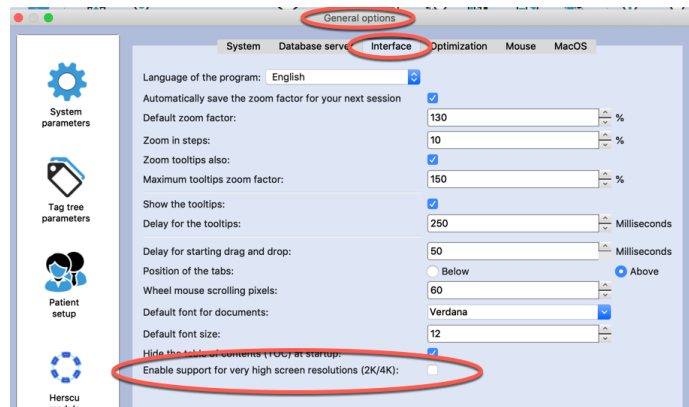 General options
System Database server Interface Optimization Mouse MacOS
Language of the program: English
Automatically save the zoom factor for your next session
Default zoom factor: 130 %
Zoom in steps: 10 %
Zoom tooltips also:
Maximum tooltips zoom factor: 150 %
Show the tooltips:
Delay for the tooltips: 250 Milliseconds
Delay for starting drag and drop: 50 Milliseconds
Position of the tabs: Below Above
Wheel mouse scrolling pixels: 60
Default font for documents: Verdana
Default font size: 12
Hide the table of contents (TOC) at startup:
Enable support for very high screen resolutions (2K/4K):
System
parameters
Tag tree
parameters
Patient
setup
Herscu